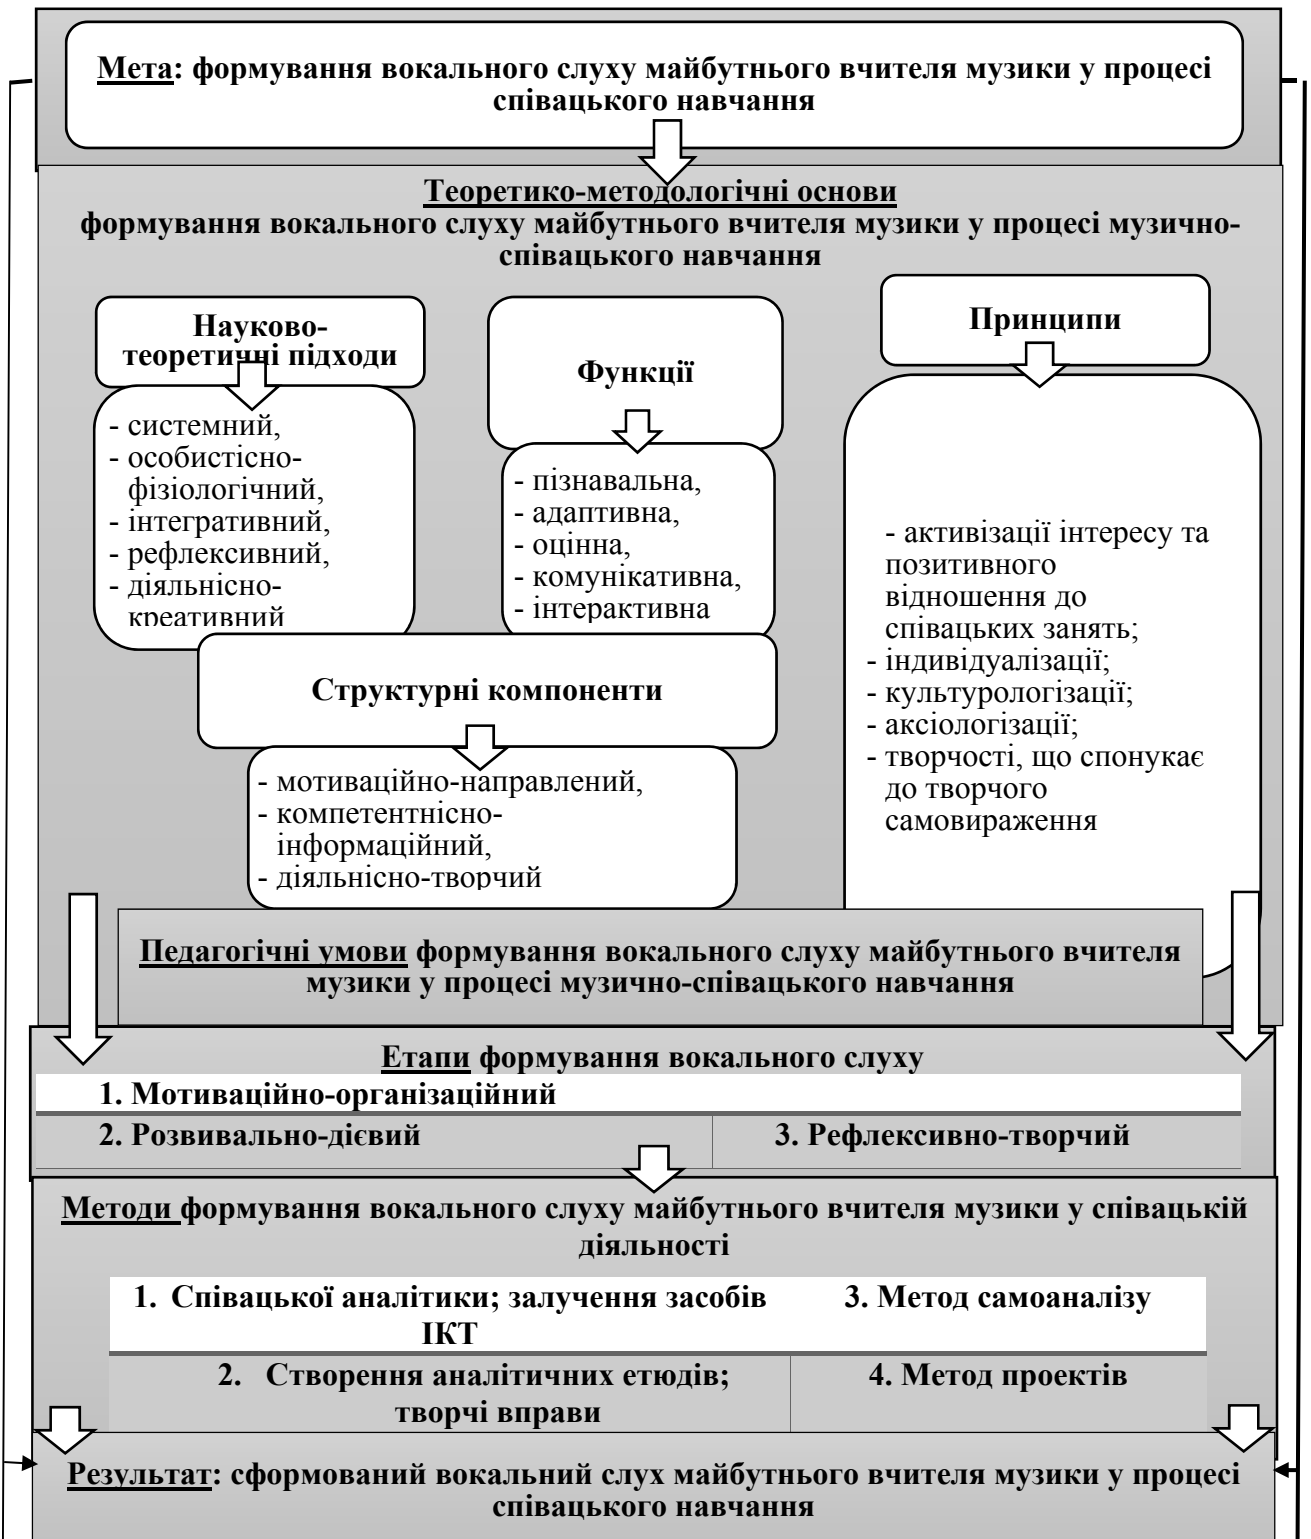 Мета: формування вокального слуху майбутнього вчителя музики у процесі
співацького навчання
Теоретико-методологічні основи
формування вокального слуху майбутнього вчителя музики у процесі музично-
співацького навчання
Науково-
теоретичні підходи
- системний,
- особистісно-
фізіологічний,
- інтегративний,
- рефлексивний,
- діяльнісно-
креативний
Функції
- пізнавальна,
- адаптивна,
- оцінна,
- комунікативна,
- інтерактивна
Принципи
- активізації інтересу та
позитивного
відношення до
співацьких занять;
- індивідуалізації;
- культурологізації;
- аксіологізації;
- творчості, що спонукає
до творчого
самовираження
Структурні компоненти
- мотиваційно-направлений,
- компетентнісно-
інформаційний,
- діяльнісно-творчий
Педагогічні умови формування вокального слуху майбутнього вчителя
музики у процесі музично-співацького навчання
Етапи формування вокального слуху
1. Мотиваційно-організаційний
2. Розвивально-дієвий
3. Рефлексивно-творчий
Методи формування вокального слуху майбутнього вчителя музики у співацькій
діяльності
1. Співацької аналітики; залучення засобів
ІКТ
3. Метод самоаналізу
2. Створення аналітичних етюдів;
творчі вправи
4. Метод проектів
Результат: сформований вокальний слух майбутнього вчителя музики у процесі
співацького навчання